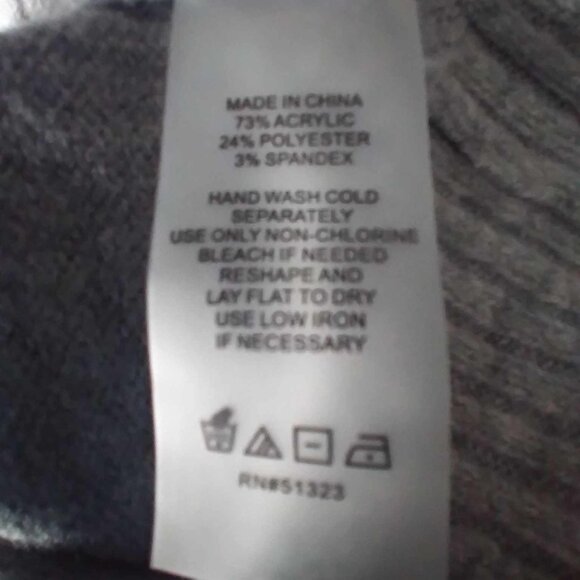 MADE IN CHINA
73% ACRYLIC
24% POLYESTER
3% SPANDEX
HAND WASH COLD
SEPARATELY
USE ONLY NON-CHLORINE
BLEACH IF NEEDED
RESHAPE AND
LAY FLAT TO DRY
USE LOW IRON
IF NECESSARY
RN#51323